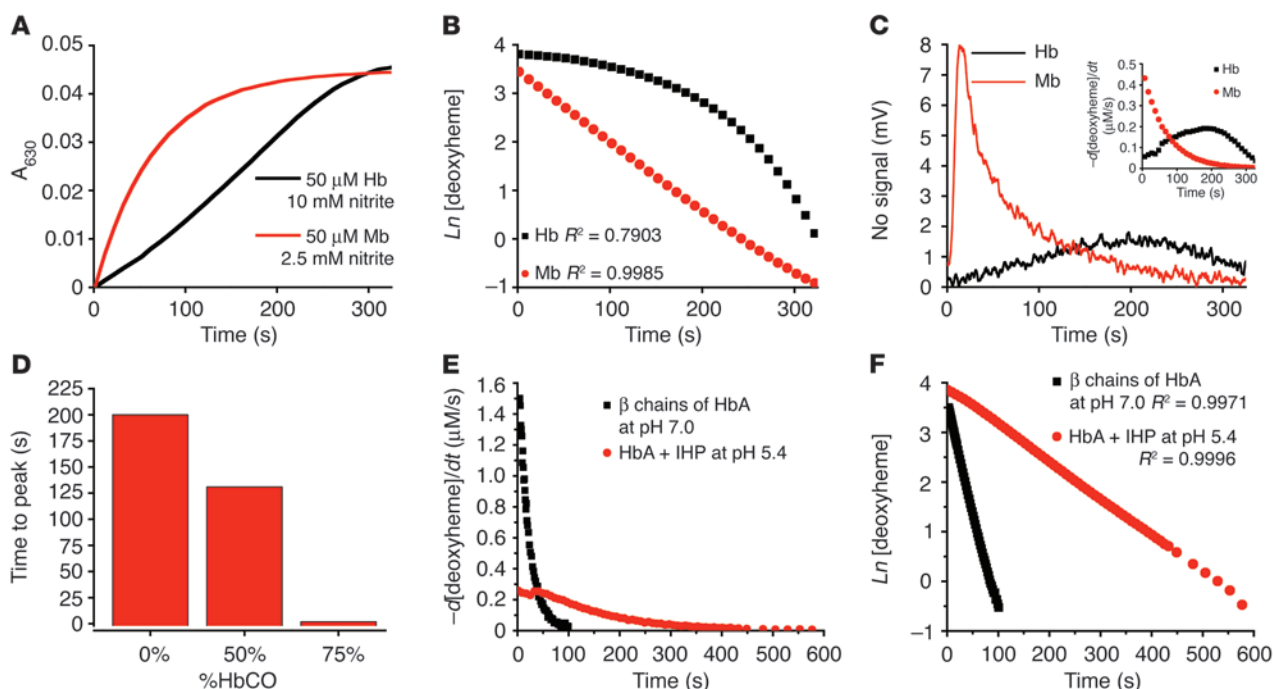 A
0.05
0.04
0.03
0.02
0.01
0
A630
50 μM Hb
10 mM nitrite
50 μM Mb
2.5 mM nitrite
0
100
200
300
Time (s)
B
4
3
2
1
0
−1
Ln [deoxyheme]
Hb R² = 0.7903
Mb R² = 0.9985
0
100
200
300
Time (s)
C
8
7
6
5
4
3
2
1
0
No signal (mV)
Hb
Mb
0.5
0.4
0.3
0.2
0.1
0
−d[deoxyheme]/dt
(μM/s)
Hb
Mb
0
100
200
300
Time (s)
0
100
200
300
Time (s)
D
225
200
175
150
125
100
75
50
25
0
Time to peak (s)
0%
50%
75%
%HbCO
E
1.6
1.4
1.2
1.0
0.8
0.6
0.4
0.2
0
−d[deoxyheme]/dt (μM/s)
β chains of HbA
at pH 7.0
HbA + IHP at pH 5.4
0
100
200
300
400
500
600
Time (s)
F
4
3
2
1
0
−1
Ln [deoxyheme]
β chains of HbA
at pH 7.0 R² = 0.9971
HbA + IHP at pH 5.4
R² = 0.9996
0
100
200
300
400
500
600
Time (s)